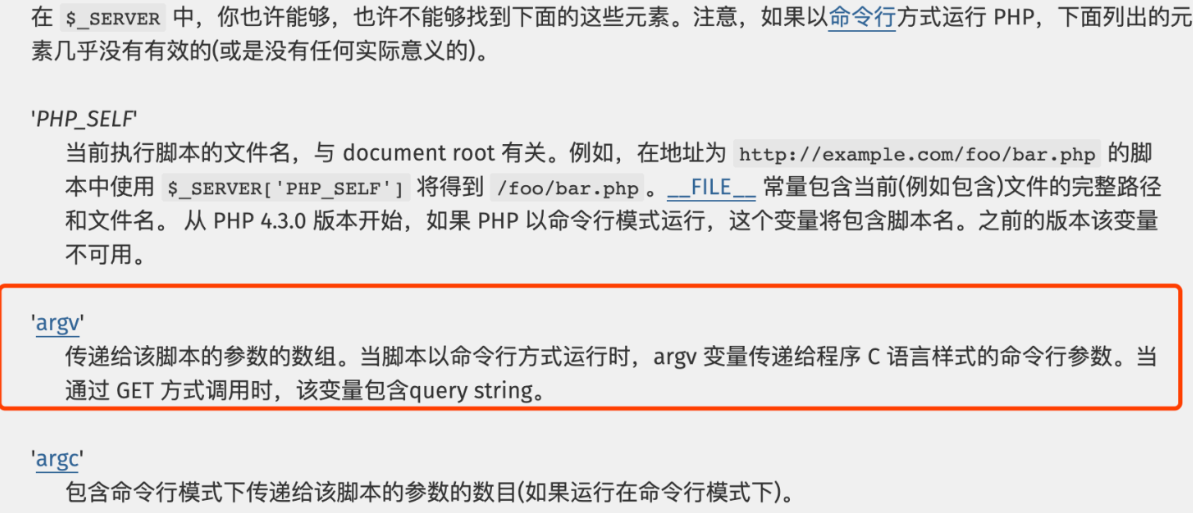 在 $_SERVER 中，你也许能够，也许不能够找到下面的这些元素。注意，如果以命令行方式运行 PHP，下面列出的元
素几乎没有有效的(或是没有任何实际意义的)。
'PHP_SELF'
当前执行脚本的文件名，与 document root 有关。例如，在地址为 http://example.com/foo/bar.php 的脚
本中使用 $_SERVER['PHP_SELF'] 将得到 /foo/bar.php 。__FILE__ 常量包含当前(例如包含)文件的完整路径
和文件名。 从 PHP 4.3.0 版本开始，如果 PHP 以命令行模式运行，这个变量将包含脚本名。之前的版本该变量
不可用。
'argv'
传递给该脚本的参数的数组。当脚本以命令行方式运行时，argv 变量传递给程序 C 语言样式的命令行参数。当
通过 GET 方式调用时，该变量包含query string。
'argc'
包含命令行模式下传递给该脚本的参数的数目(如果运行在命令行模式下)。